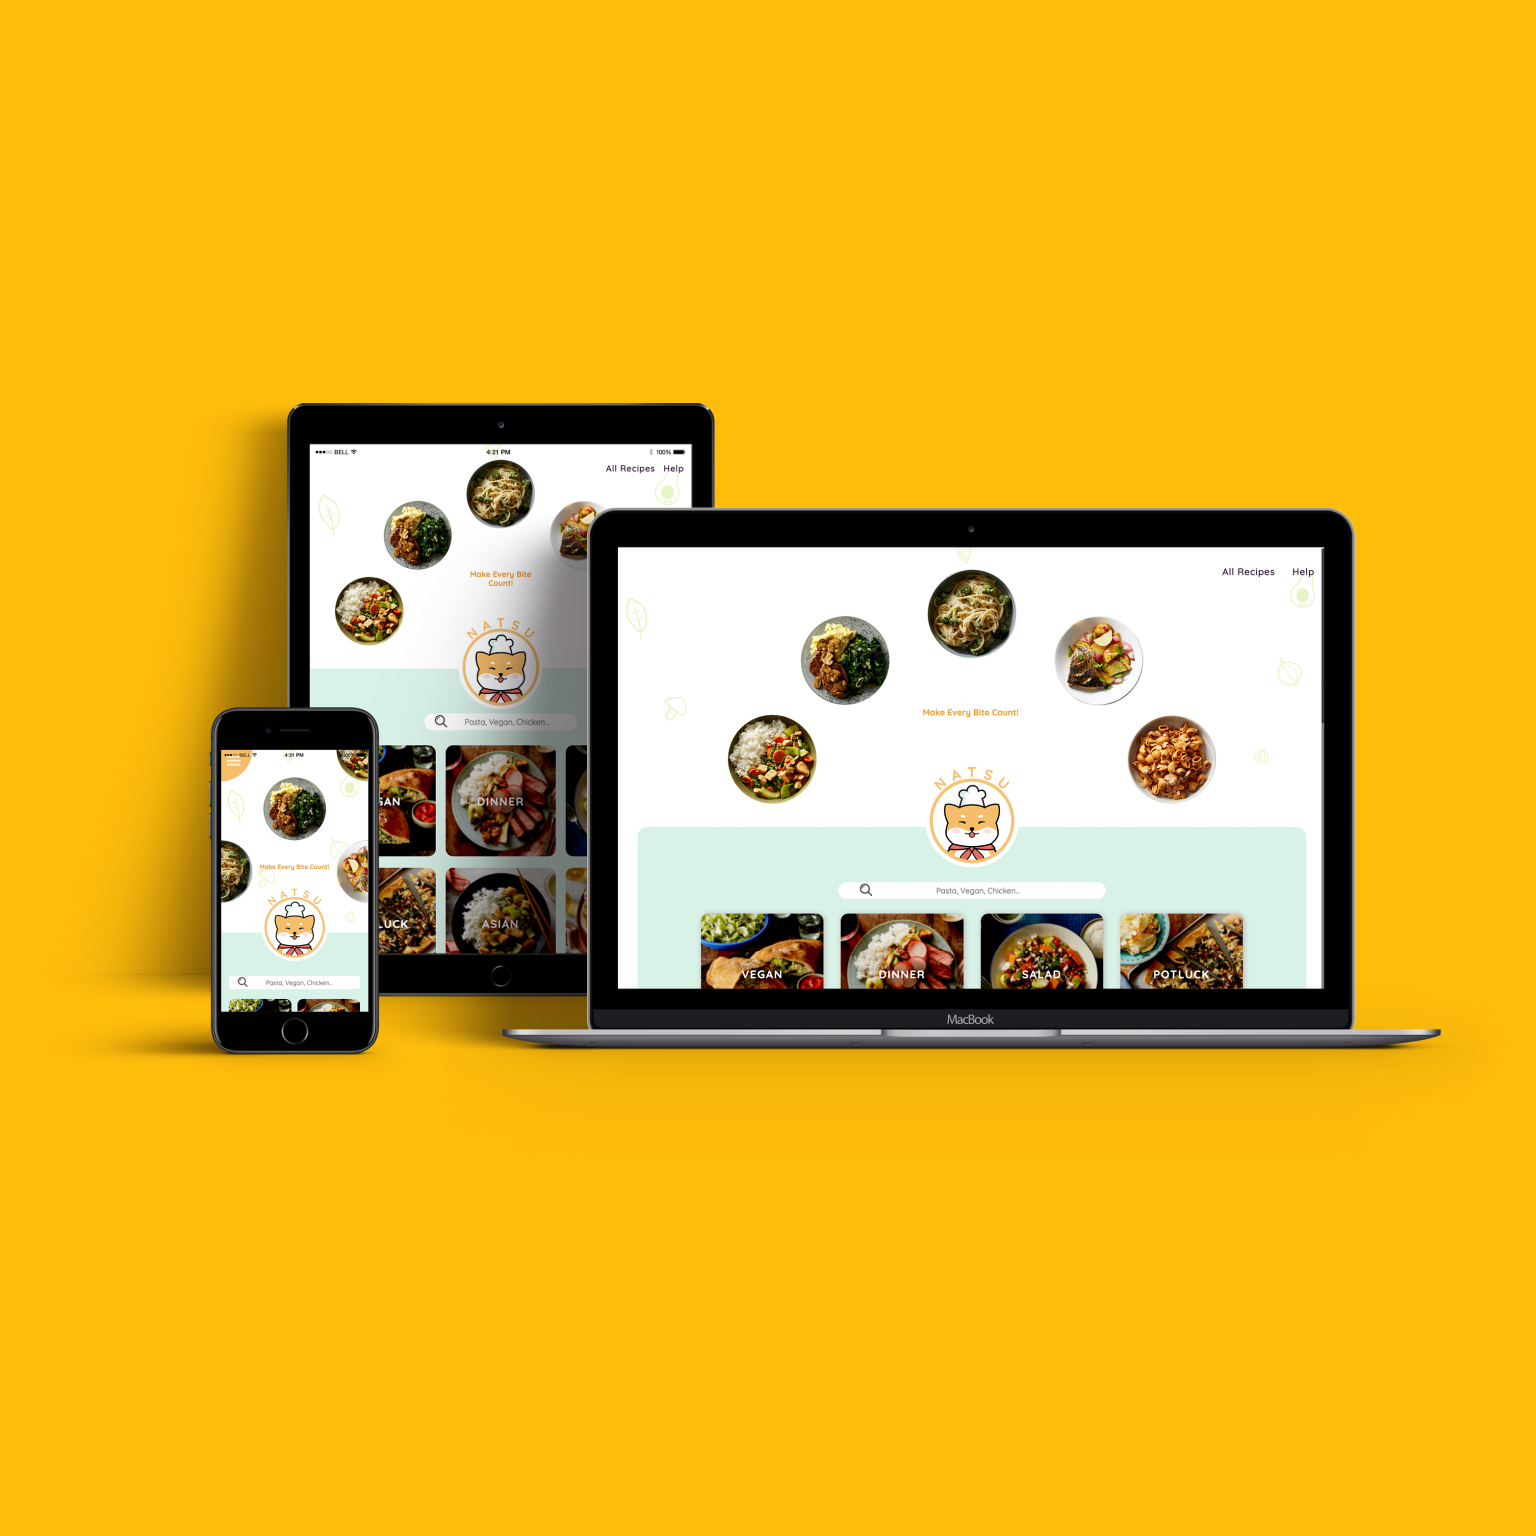 ●●●○○ BELL
4:21 PM
100%
All Recipes
Help
Make Every Bite
Count!
NATSU
Pasta, Vegan, Chicken...
GAN
DINNER
LUCK
ASIAN
BELL
4:21 PM
Make Every Bite Count!
NATSU
Pasta, Vegan, Chicken...
All Recipes
Help
Make Every Bite Count!
NATSU
Pasta, Vegan, Chicken...
VEGAN
DINNER
SALAD
POTLUCK
MacBook